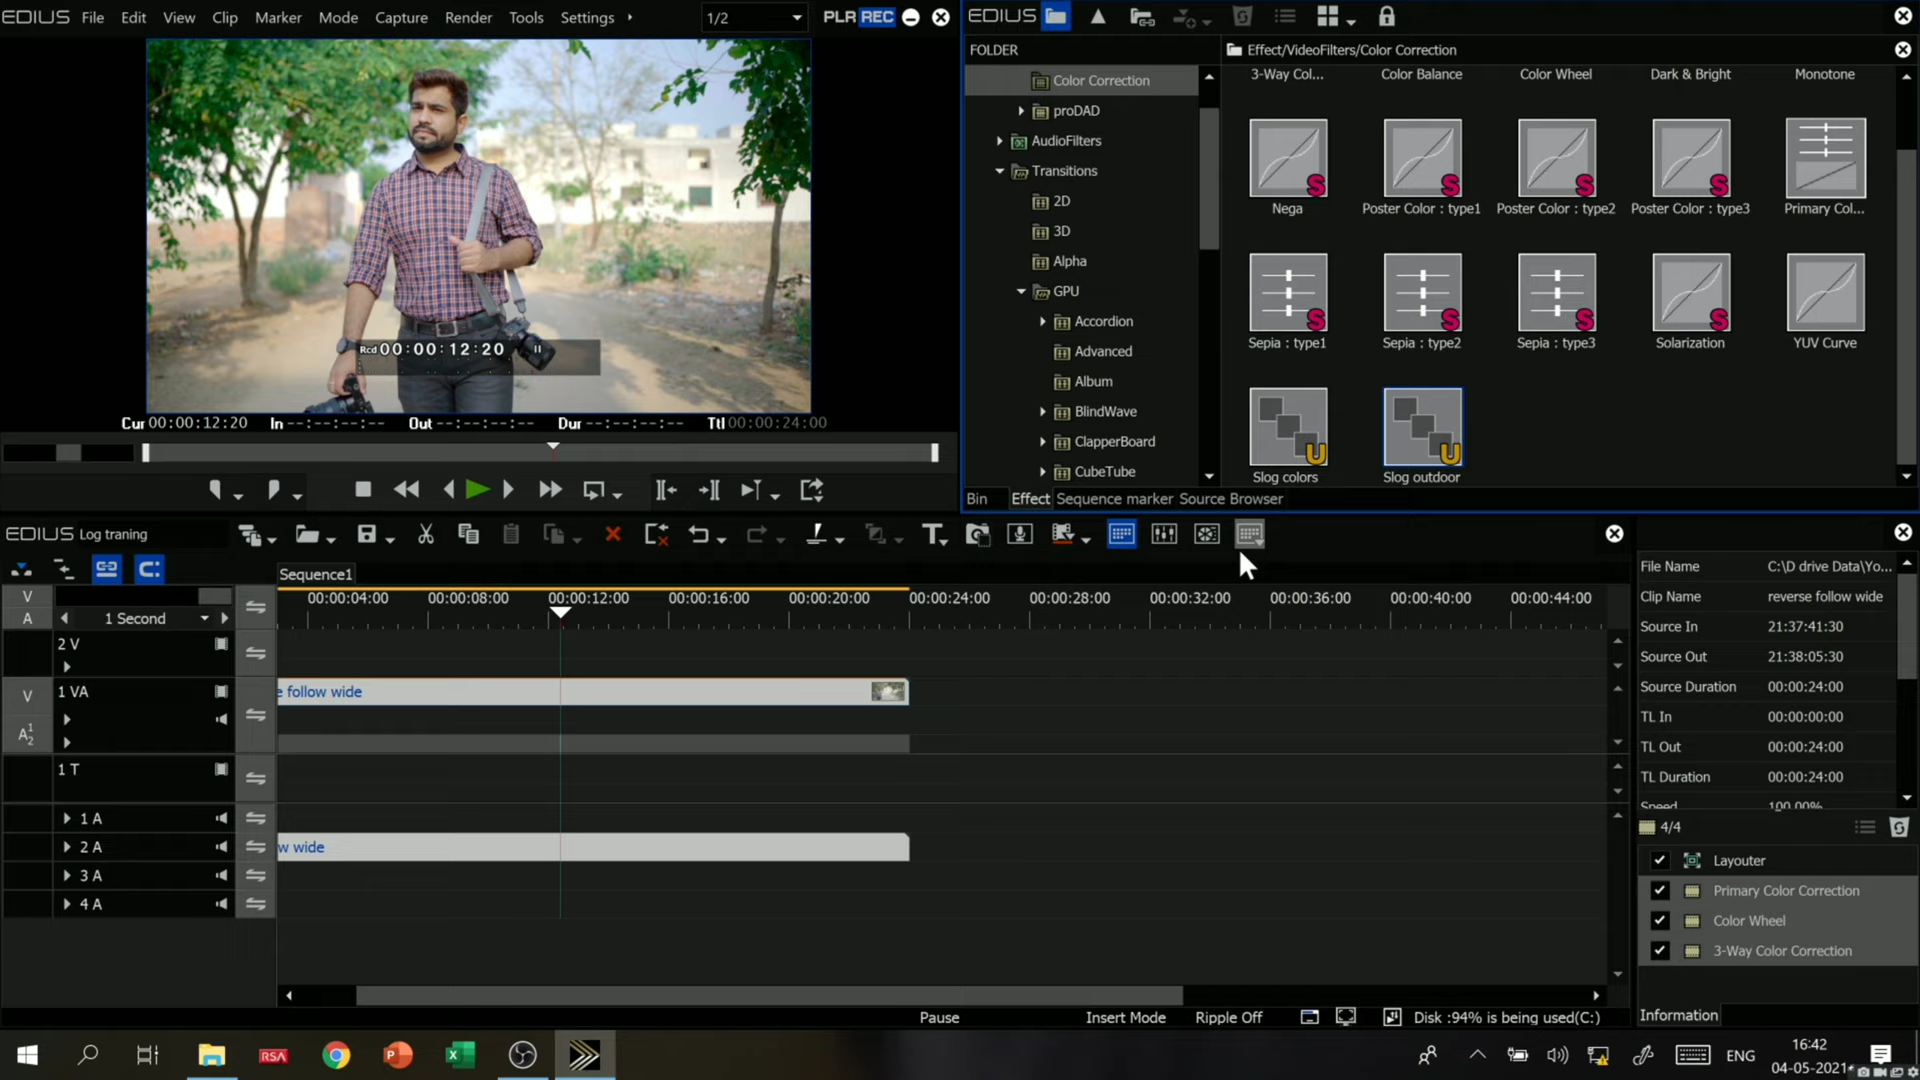 EDIUS File Edit View Clip Marker Mode Capture Render Tools Settings 1/2 PLR REC
Rcd 00:00:12:20
Cur 00:00:12:20 In --:--:--:-- Out --:--:--:-- Dur --:--:--:-- Ttl 00:00:24:00
EDIUS
FOLDER
Color Correction
proDAD
AudioFilters
Transitions
2D
3D
Alpha
GPU
Accordion
Advanced
Album
BlindWave
ClapperBoard
CubeTube
Effect/VideoFilters/Color Correction
3-Way Col... Color Balance Color Wheel Dark & Bright Monotone
S S S S
Nega Poster Color : type1 Poster Color : type2 Poster Color : type3 Primary Col...
S S S S
Sepia : type1 Sepia : type2 Sepia : type3 Solarization YUV Curve
U U
Slog colors Slog outdoor
Bin Effect Sequence marker Source Browser
EDIUS Log traning
Sequence1
V
A
1 Second
00:00:04:00 00:00:08:00 00:00:12:00 00:00:16:00 00:00:20:00 00:00:24:00 00:00:28:00 00:00:32:00 00:00:36:00 00:00:40:00 00:00:44:00
2 V
V 1 VA e follow wide
A 1 2
1 T
1 A
2 A w wide
3 A
4 A
Pause Insert Mode Ripple Off Disk :94% is being used(C:)
File Name C:\D drive Data\Yo...
Clip Name reverse follow wide
Source In 21:37:41:30
Source Out 21:38:05:30
Source Duration 00:00:24:00
TL In 00:00:00:00
TL Out 00:00:24:00
TL Duration 00:00:24:00
Speed 100.00%
4/4
Layouter
Primary Color Correction
Color Wheel
3-Way Color Correction
Information
RSA
ENG
16:42
04-05-2021